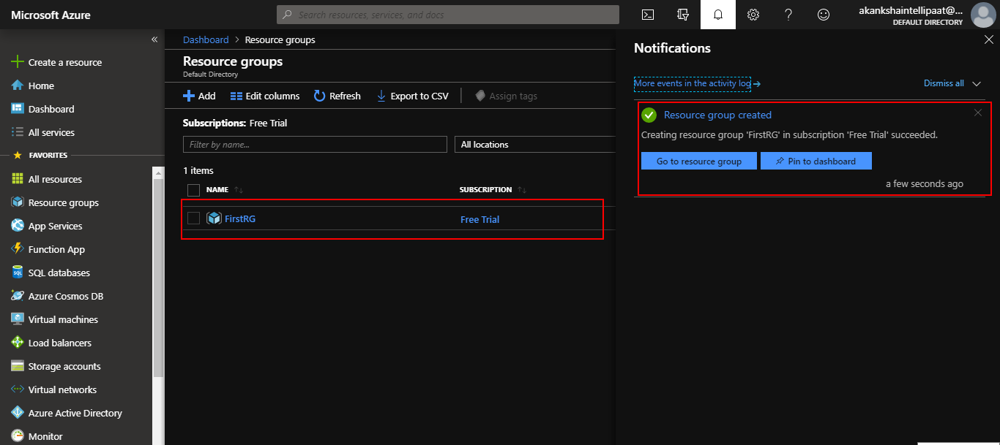 Microsoft Azure
Search resources, services, and docs
akankshaintellipaat@...
DEFAULT DIRECTORY
Create a resource
Home
Dashboard
All services
FAVORITES
All resources
Resource groups
App Services
Function App
SQL databases
Azure Cosmos DB
Virtual machines
Load balancers
Storage accounts
Virtual networks
Azure Active Directory
Monitor
Dashboard > Resource groups
Resource groups
Default Directory
Add Edit columns Refresh Export to CSV Assign tags
Subscriptions: Free Trial
Filter by name... All locations
1 items
NAME SUBSCRIPTION
FirstRG Free Trial
Notifications
More events in the activity log Dismiss all
Resource group created
Creating resource group 'FirstRG' in subscription 'Free Trial' succeeded.
Go to resource group Pin to dashboard
a few seconds ago